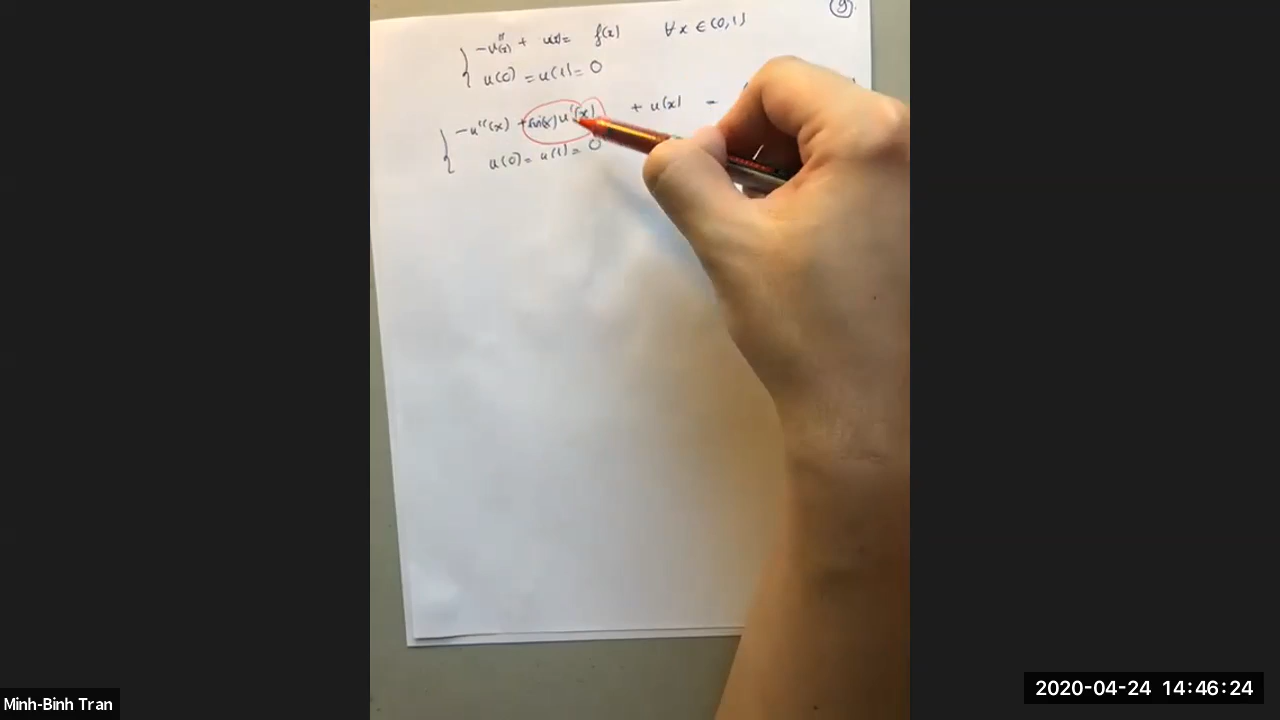 9.
-u''(x) + u(x) = f(x) ∀x ∈ (0,1)
u(0) = u(1) = 0
-u''(x) + sin(x) u'(x) + u(x) =
u(0) = u(1) = 0
Minh-Binh Tran
2020-04-24 14:46:24